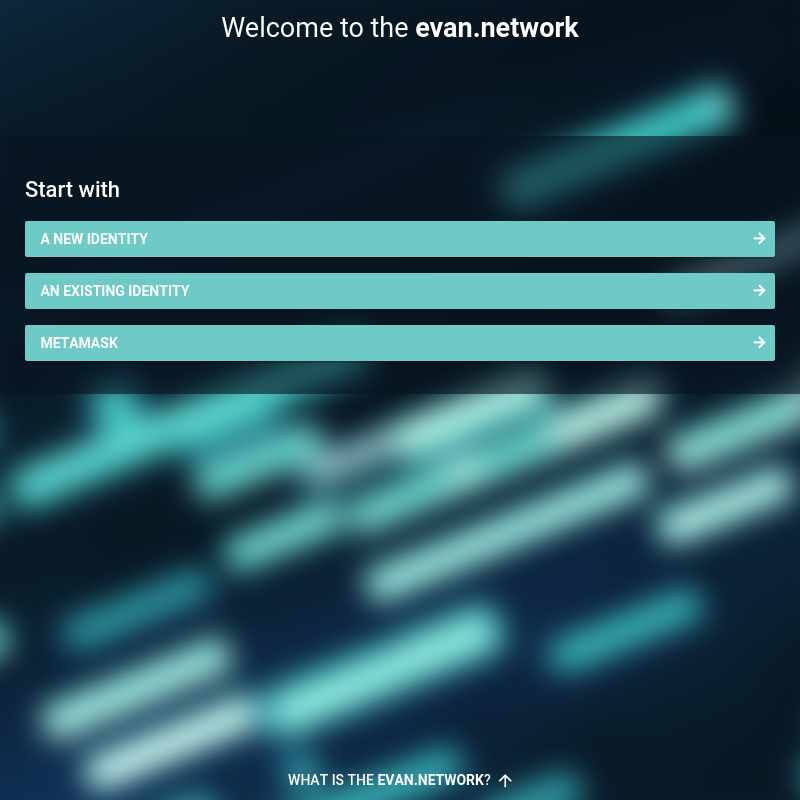 Welcome to the evan.network
Start with
A NEW IDENTITY
AN EXISTING IDENTITY
METAMASK
WHAT IS THE EVAN.NETWORK?